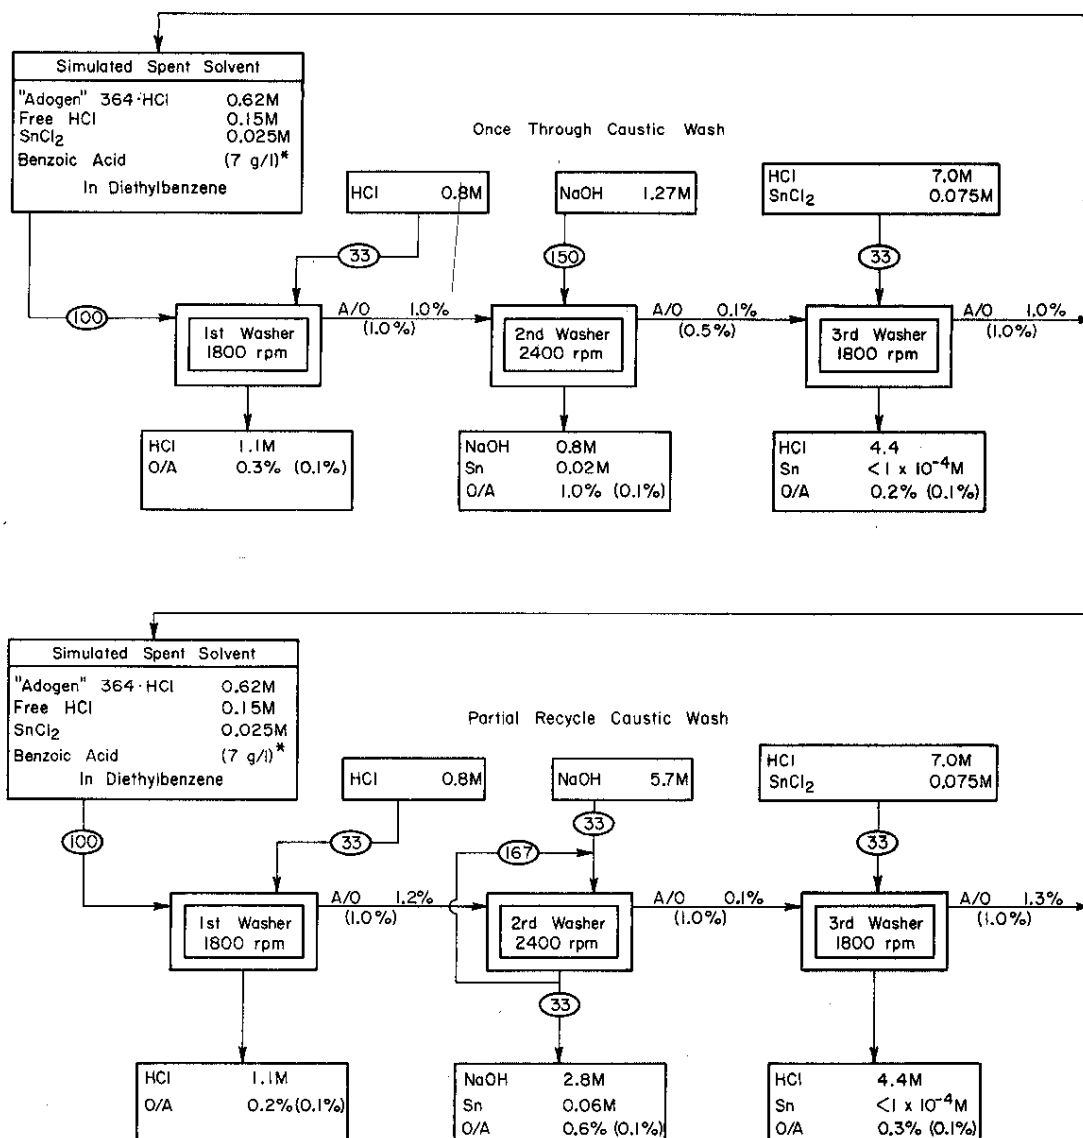 Simulated Spent Solvent
"Adogen" 364·HCl 0.62M
Free HCl 0.15M
SnCl₂ 0.025M
Benzoic Acid (7 g/l)*
In Diethylbenzene
Once Through Caustic Wash
HCl 0.8M
NaOH 1.27M
HCl 7.0M
SnCl₂ 0.075M
33
150
33
100
1st Washer
1800 rpm
A/O 1.0%
(1.0%)
2nd Washer
2400 rpm
A/O 0.1%
(0.5%)
3rd Washer
1800 rpm
A/O 1.0%
(1.0%)
HCl 1.1M
O/A 0.3% (0.1%)
NaOH 0.8M
Sn 0.02M
O/A 1.0% (0.1%)
HCl 4.4
Sn <1 x 10⁻⁴M
O/A 0.2% (0.1%)
Simulated Spent Solvent
"Adogen" 364·HCl 0.62M
Free HCl 0.15M
SnCl₂ 0.025M
Benzoic Acid (7 g/l)*
In Diethylbenzene
Partial Recycle Caustic Wash
HCl 0.8M
NaOH 5.7M
HCl 7.0M
SnCl₂ 0.075M
100
33
33
167
33
1st Washer
1800 rpm
A/O 1.2%
(1.0%)
2rd Washer
2400 rpm
A/O 0.1%
(1.0%)
3rd Washer
1800 rpm
A/O 1.3%
(1.0%)
33
HCl 1.1M
O/A 0.2% (0.1%)
NaOH 2.8M
Sn 0.06M
O/A 0.6% (0.1%)
HCl 4.4M
Sn <1 x 10⁻⁴M
O/A 0.3% (0.1%)